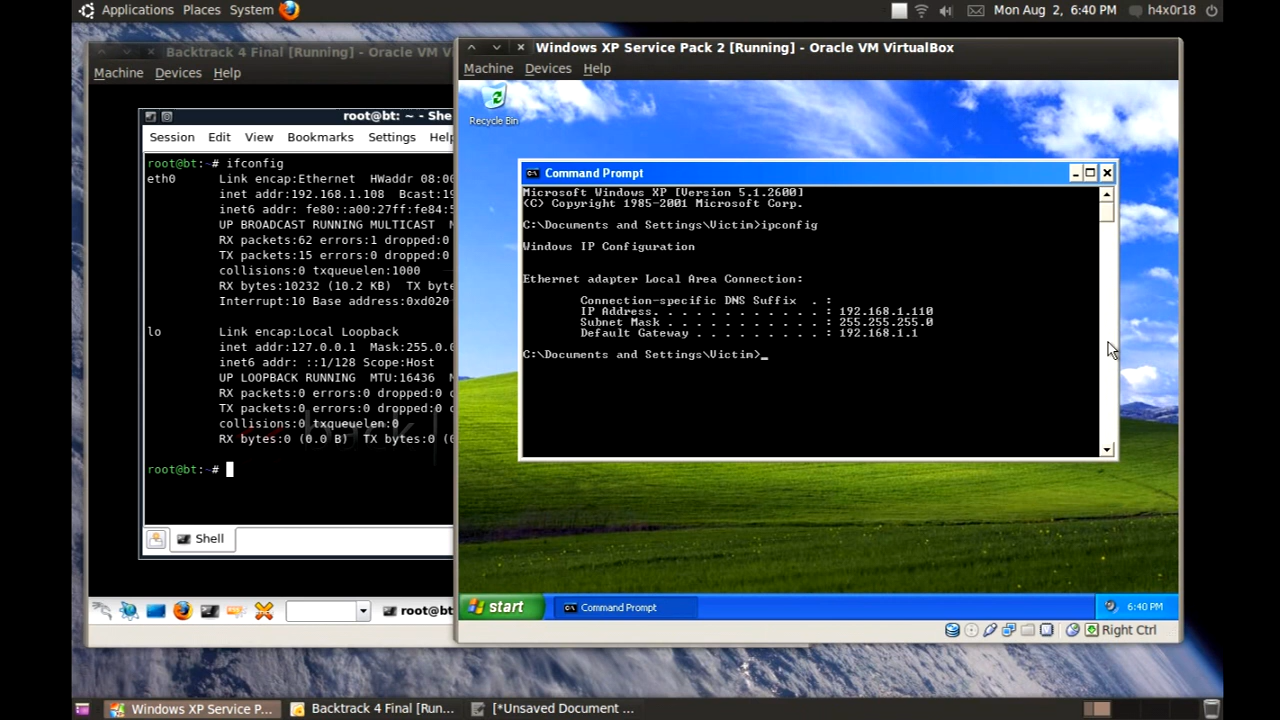 Applications Places System
Mon Aug 2, 6:40 PM h4x0r18
Backtrack 4 Final [Running] - Oracle VM V
Machine Devices Help
root@bt: ~ - She
Session Edit View Bookmarks Settings Help
root@bt:~# ifconfig
eth0 Link encap:Ethernet HWaddr 08:00
inet addr:192.168.1.108 Bcast:19
inet6 addr: fe80::a00:27ff:fe84:5
UP BROADCAST RUNNING MULTICAST
RX packets:62 errors:1 dropped:0
TX packets:15 errors:0 dropped:0
collisions:0 txqueuelen:1000
RX bytes:10232 (10.2 KB) TX byte
Interrupt:10 Base address:0xd020
lo Link encap:Local Loopback
inet addr:127.0.0.1 Mask:255.0.0
inet6 addr: ::1/128 Scope:Host
UP LOOPBACK RUNNING MTU:16436
RX packets:0 errors:0 dropped:0
TX packets:0 errors:0 dropped:0
collisions:0 txqueuelen:0
RX bytes:0 (0.0 B) TX bytes:0 (0
root@bt:~#
back
Shell
root@bt
Windows XP Service Pack 2 [Running] - Oracle VM VirtualBox
Machine Devices Help
Recycle Bin
Command Prompt
Microsoft Windows XP [Version 5.1.2600]
(C) Copyright 1985-2001 Microsoft Corp.
C:\Documents and Settings\Victim>ipconfig
Windows IP Configuration
Ethernet adapter Local Area Connection:
Connection-specific DNS Suffix . :
IP Address. . . . . . . . . . . . : 192.168.1.110
Subnet Mask . . . . . . . . . . . : 255.255.255.0
Default Gateway . . . . . . . . . : 192.168.1.1
C:\Documents and Settings\Victim>_
start Command Prompt 6:40 PM
Right Ctrl
Windows XP Service P... Backtrack 4 Final [Run... [*Unsaved Document ...